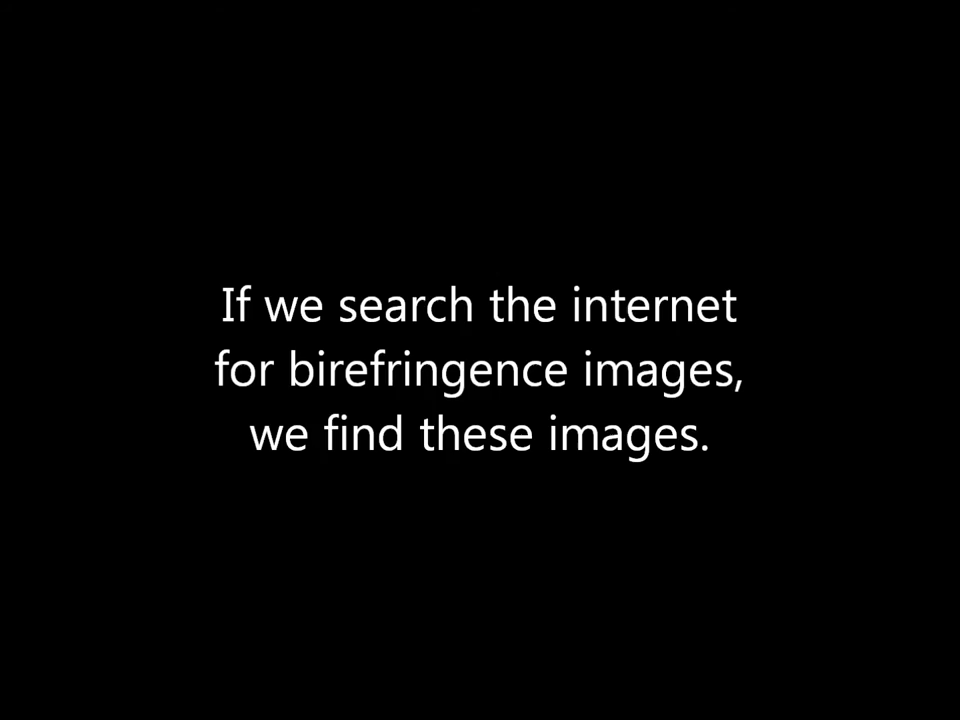 If we search the internet
for birefringence images,
we find these images.